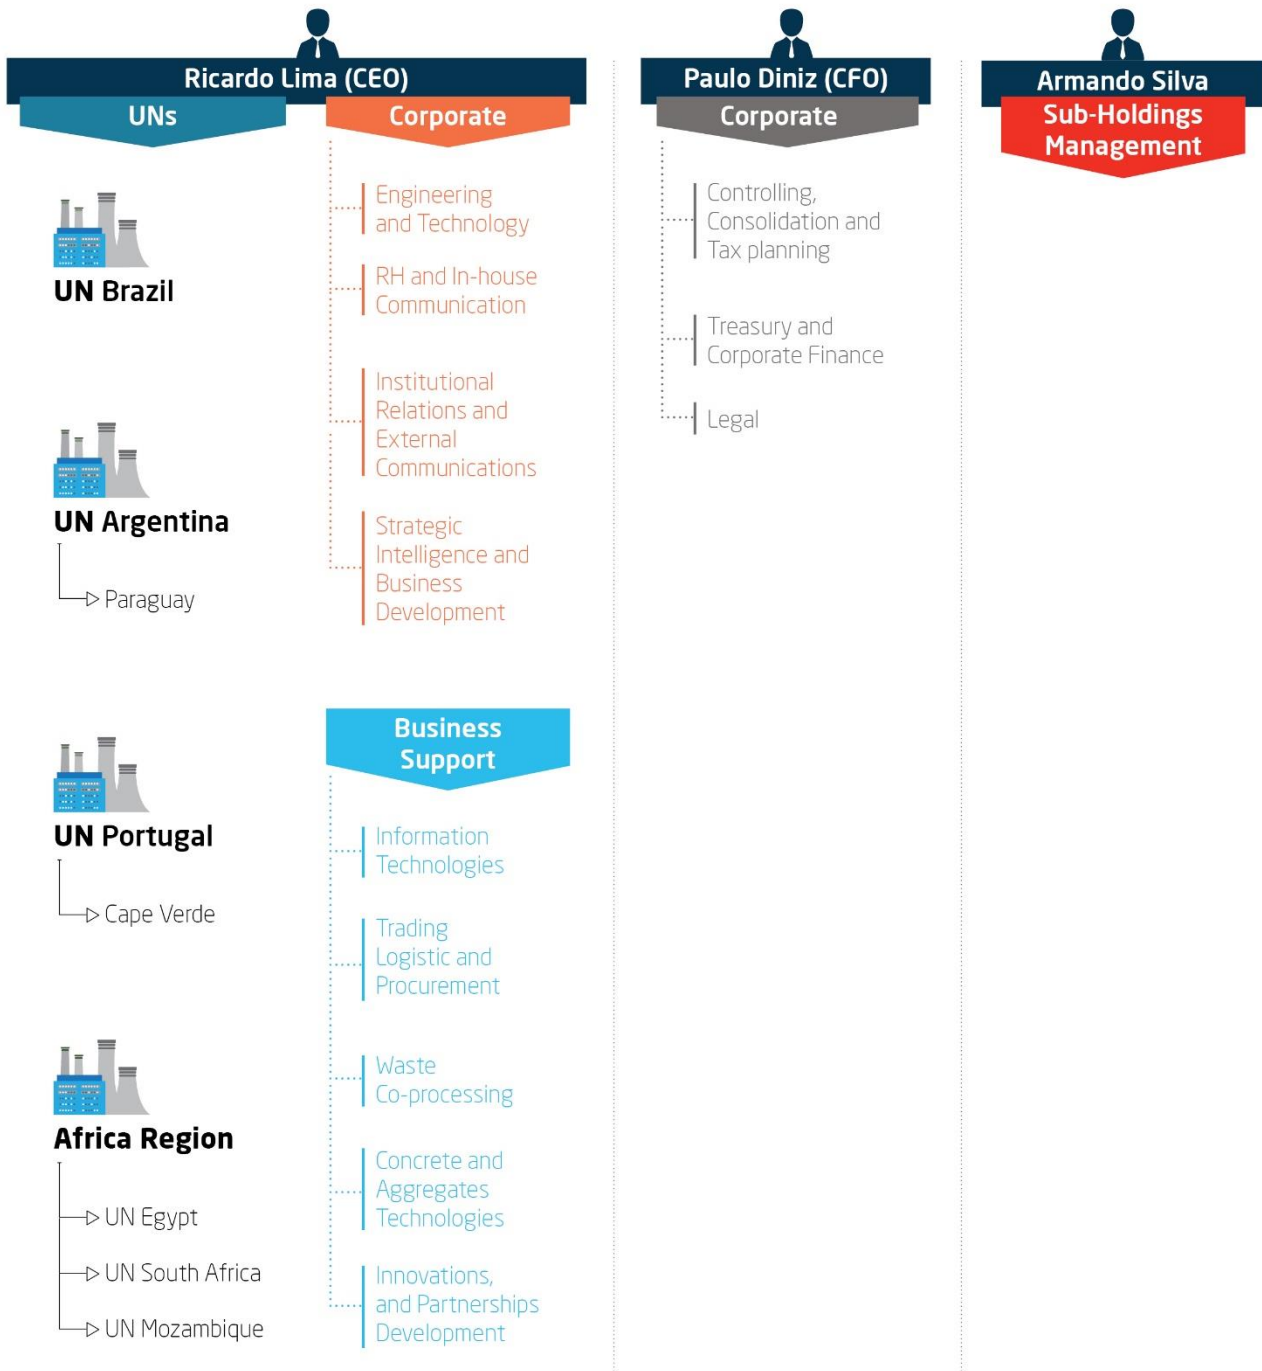 Ricardo Lima (CEO)
UNs
Corporate
UN Brazil
UN Argentina
Paraguay
UN Portugal
Cape Verde
Africa Region
UN Egypt
UN South Africa
UN Mozambique
Engineering
and Technology
RH and In-house
Communication
Institutional
Relations and
External
Communications
Strategic
Intelligence and
Business
Development
Business
Support
Information
Technologies
Trading
Logistic and
Procurement
Waste
Co-processing
Concrete and
Aggregates
Technologies
Innovations,
and Partnerships
Development
Paulo Diniz (CFO)
Corporate
Controlling,
Consolidation and
Tax planning
Treasury and
Corporate Finance
Legal
Armando Silva
Sub-Holdings
Management